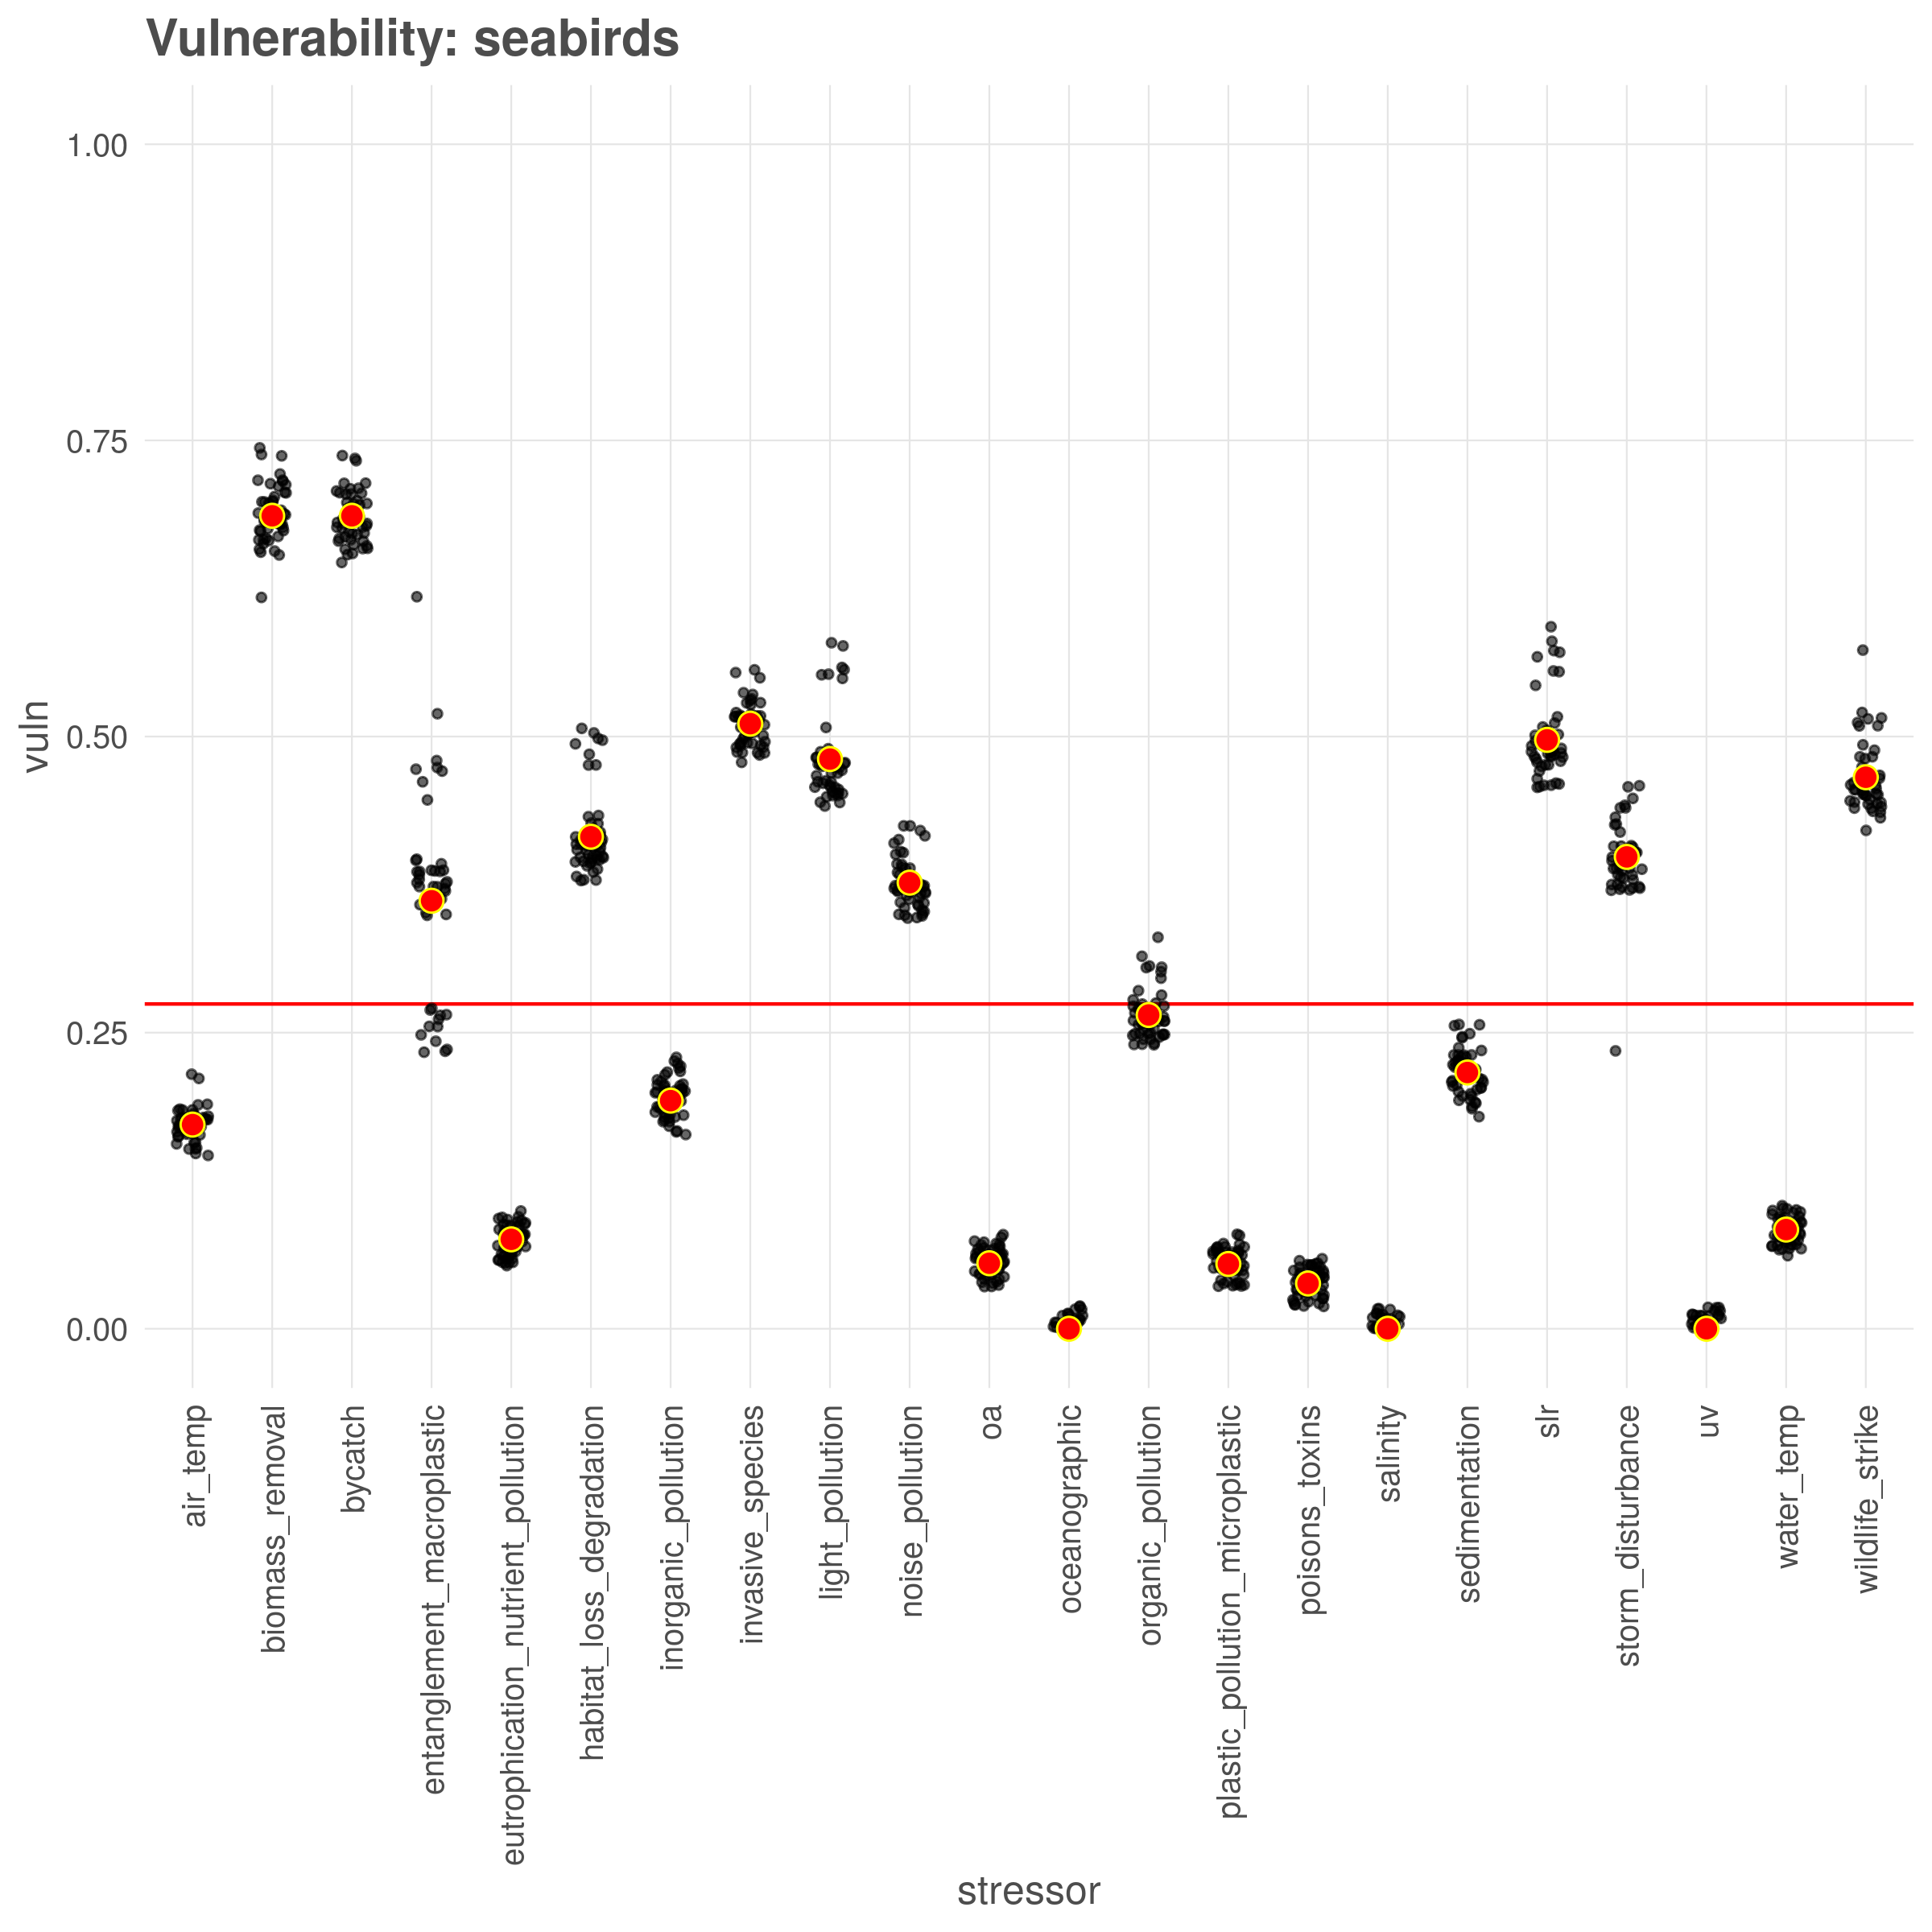 Vulnerability: seabirds
vuln
1.00
0.75
0.50
0.25
0.00
air_temp
biomass_removal
bycatch
entanglement_macroplastic
eutrophication_nutrient_pollution
habitat_loss_degradation
inorganic_pollution
invasive_species
light_pollution
noise_pollution
oa
oceanographic
organic_pollution
plastic_pollution_microplastic
poisons_toxins
salinity
sedimentation
slr
storm_disturbance
uv
water_temp
wildlife_strike
stressor